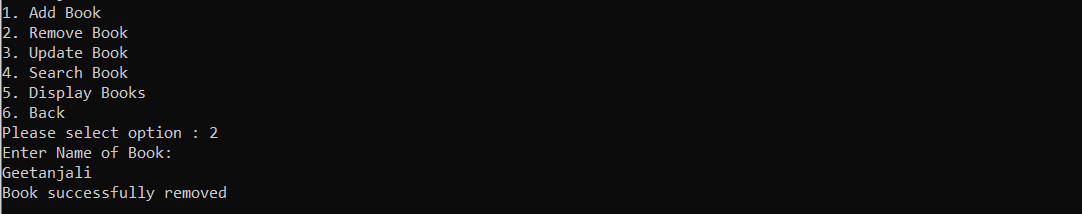 1. Add Book
2. Remove Book
3. Update Book
4. Search Book
5. Display Books
6. Back
Please select option : 2
Enter Name of Book:
Geetanjali
Book successfully removed